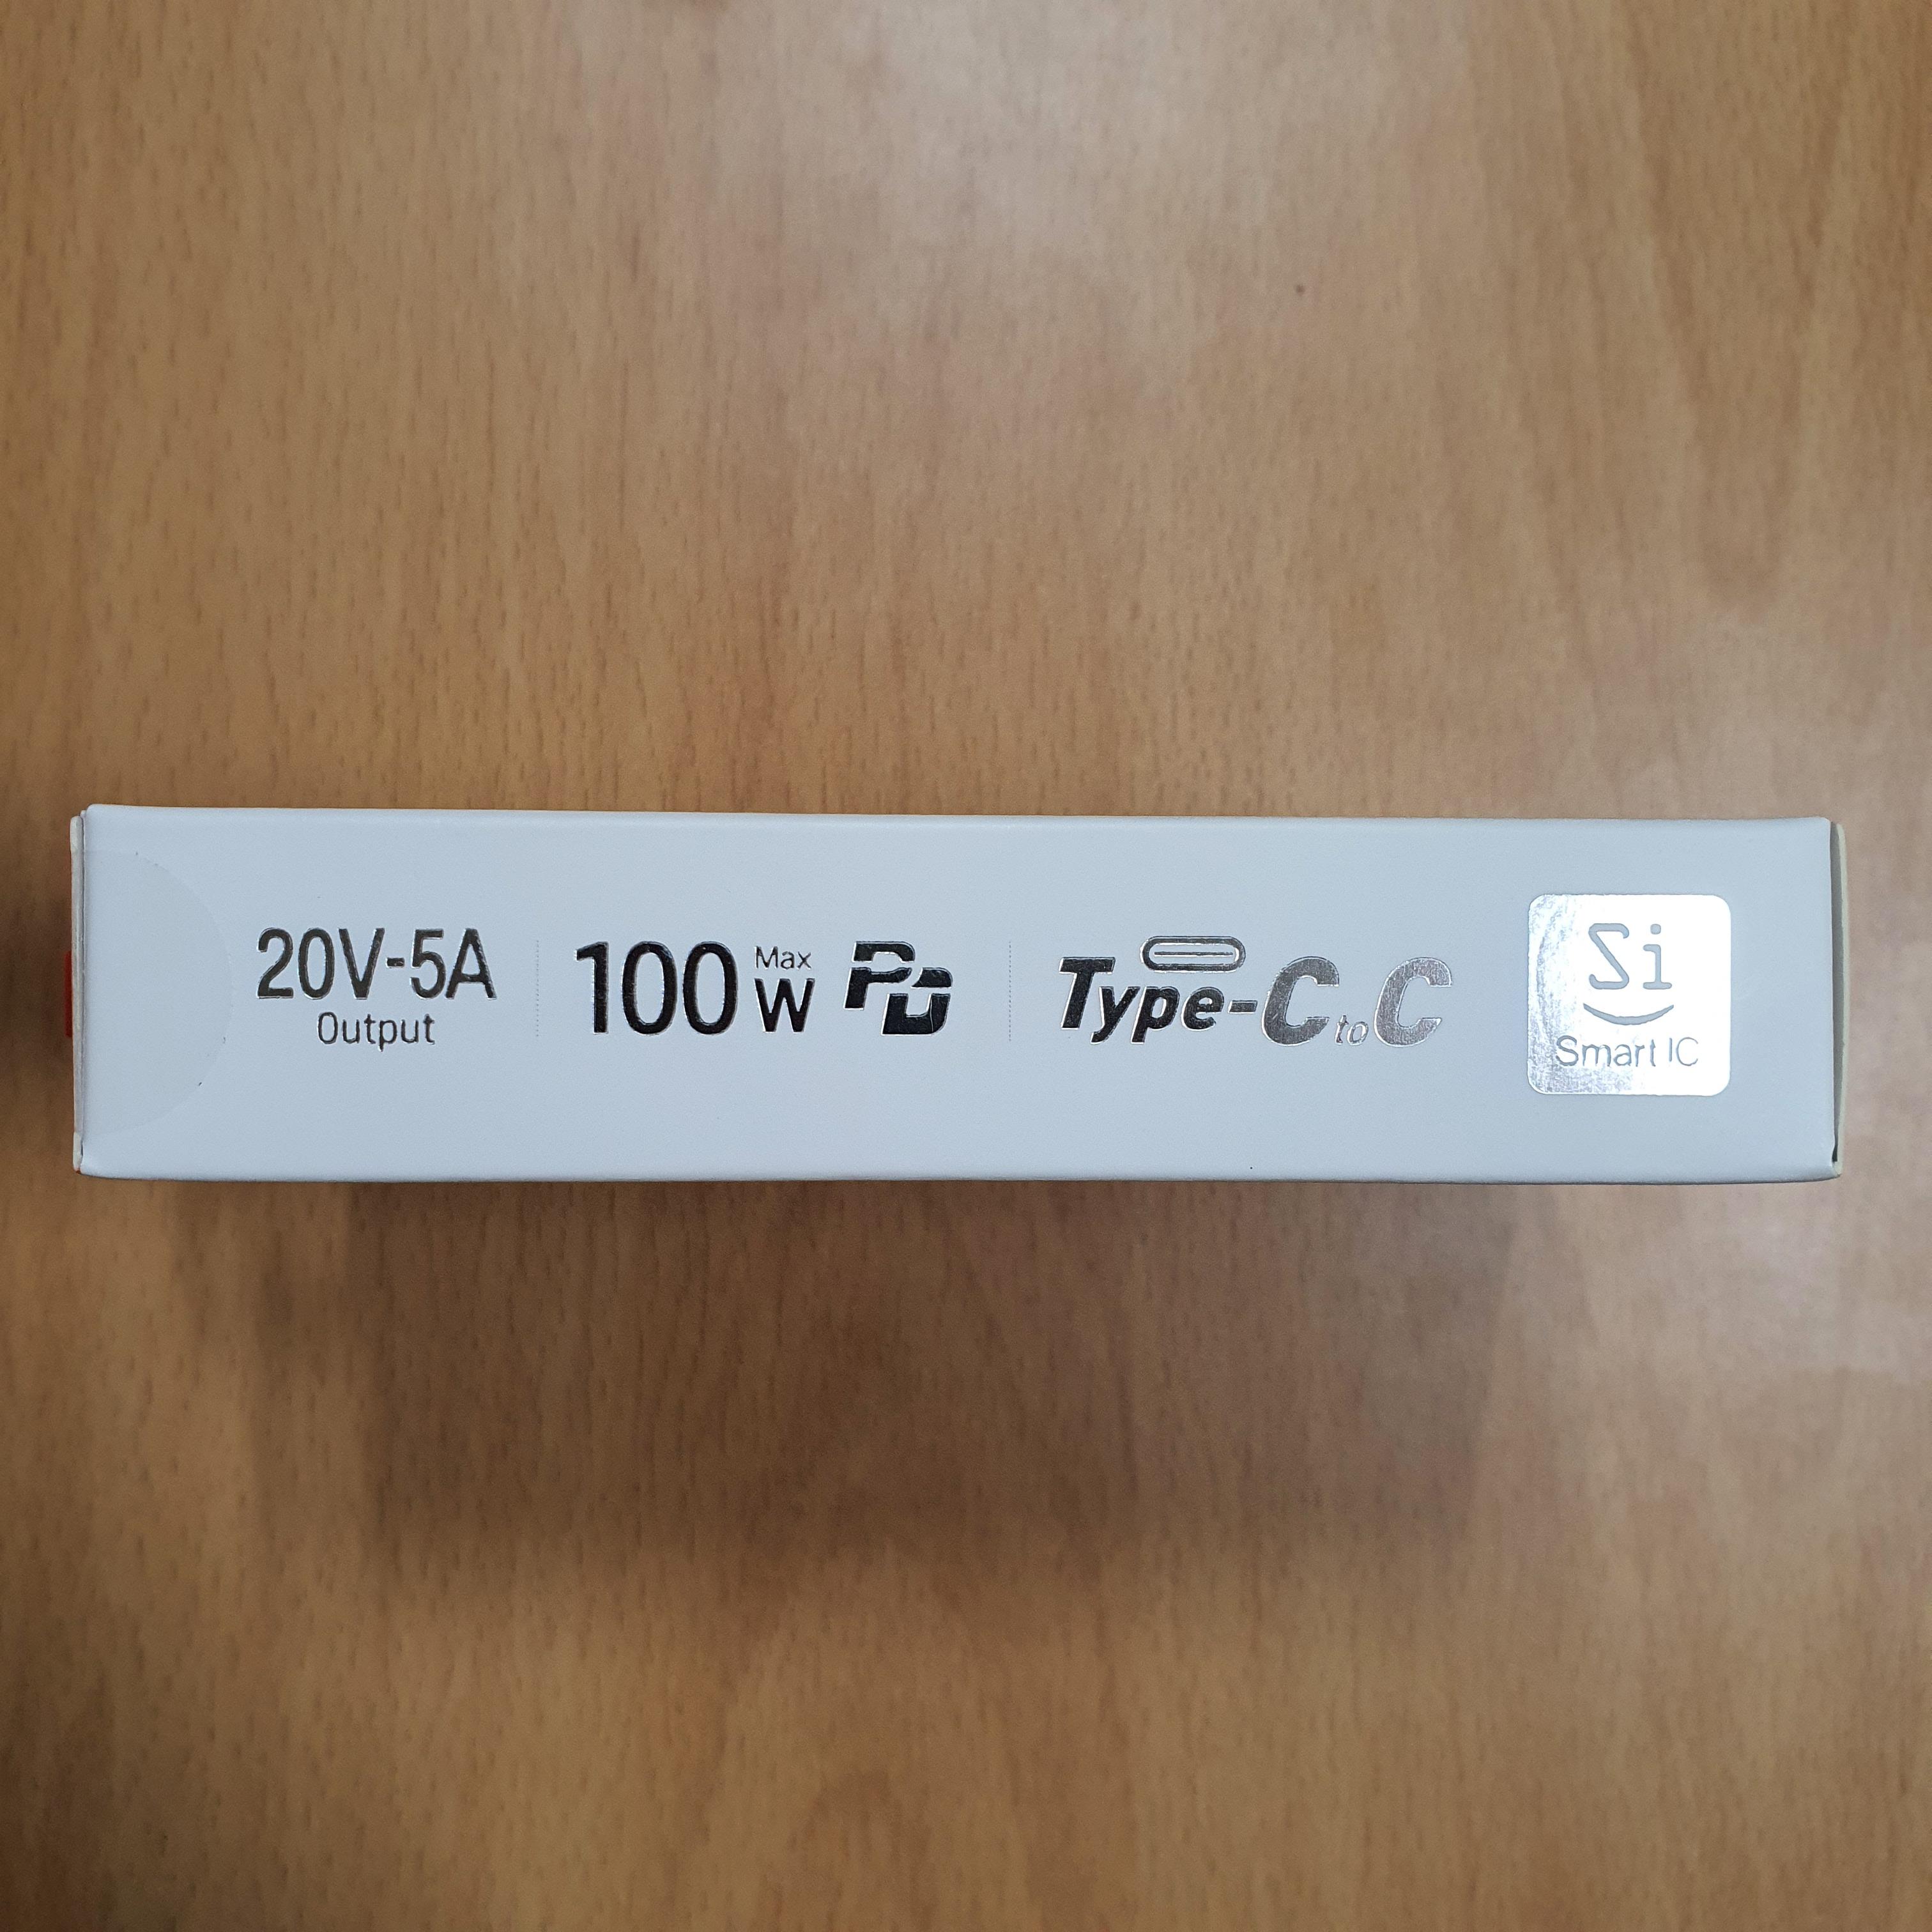 20V-5A
Output
100 Max W PD
Type-C to C
Si
Smart IC